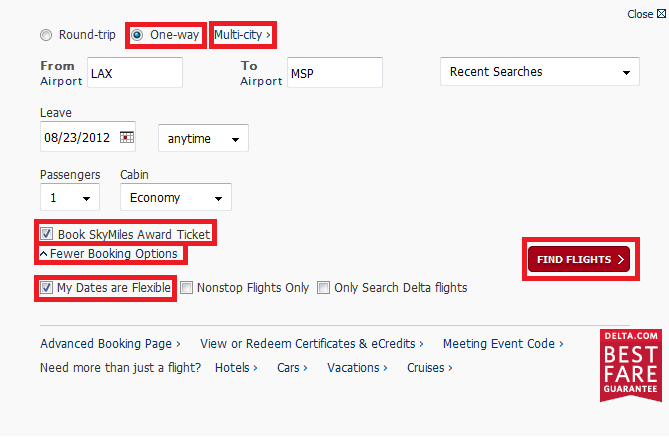 Close
Round-trip One-way Multi-city ›
From Airport LAX To Airport MSP Recent Searches
Leave
08/23/2012 anytime
Passengers Cabin
1 Economy
Book SkyMiles Award Ticket
Fewer Booking Options
FIND FLIGHTS ›
My Dates are Flexible Nonstop Flights Only Only Search Delta flights
Advanced Booking Page › View or Redeem Certificates & eCredits › Meeting Event Code ›
Need more than just a flight? Hotels › Cars › Vacations › Cruises ›
DELTA.COM
BEST
FARE
GUARANTEE